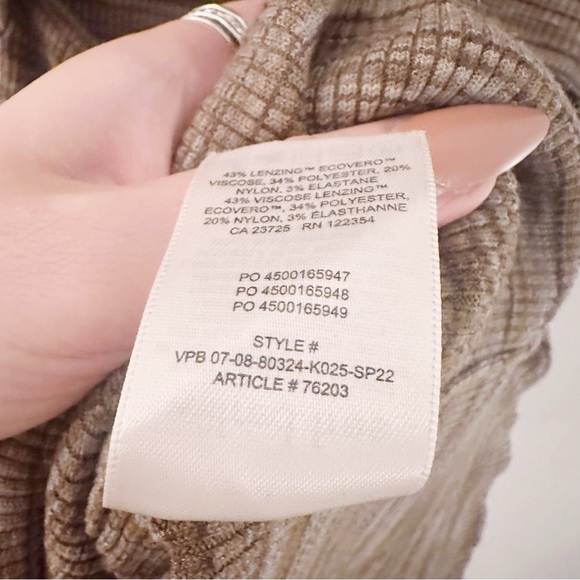 43% LENZING™ ECOVERO™
VISCOSE, 34% POLYESTER, 20%
NYLON, 3% ELASTANE
43% VISCOSE LENZING™
ECOVERO™, 34% POLYESTER,
20% NYLON, 3% ÉLASTHANNE
CA 23725 RN 122354
PO 4500165947
PO 4500165948
PO 4500165949
STYLE #
VPB 07-08-80324-K025-SP22
ARTICLE # 76203